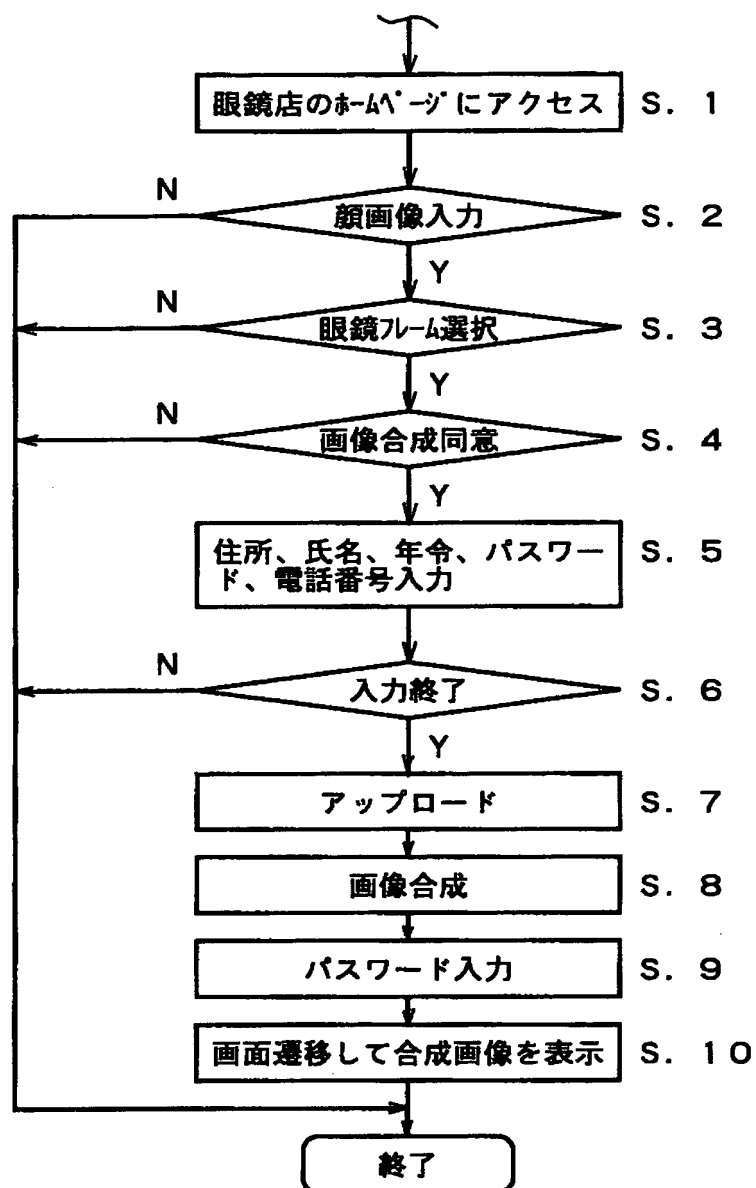 眼鏡店のﾎｰﾑﾍﾟｰｼﾞにアクセス S. 1
N
顔画像入力 S. 2
Y
N
眼鏡ﾌﾚｰﾑ選択 S. 3
Y
N
画像合成同意 S. 4
Y
住所、氏名、年令、パスワー S. 5
ド、電話番号入力
N
入力終了 S. 6
Y
アップロード S. 7
画像合成 S. 8
パスワード入力 S. 9
画面遷移して合成画像を表示 S. 10
終了